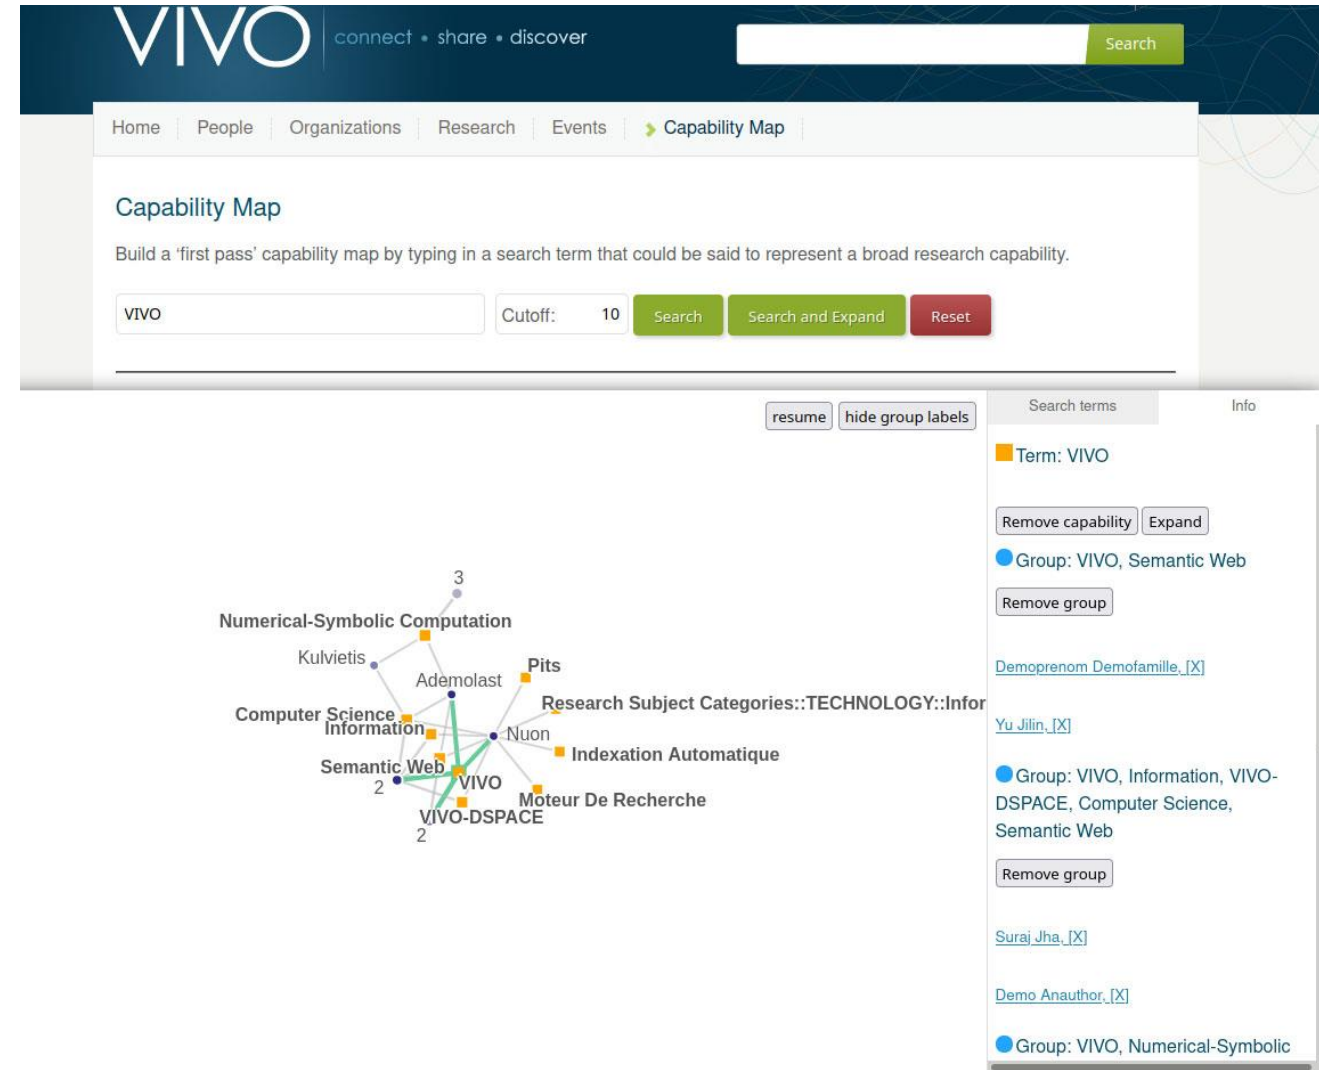 VIVO connect • share • discover
Search
Home People Organizations Research Events Capability Map
Capability Map
Build a ‘first pass’ capability map by typing in a search term that could be said to represent a broad research capability.
VIVO Cutoff: 10 Search Search and Expand Reset
resume hide group labels
3
Numerical-Symbolic Computation
Kulvietis
Ademolast
Pits
Research Subject Categories::TECHNOLOGY::Infor
Computer Science
Information
Nuon
Indexation Automatique
Semantic Web
2
VIVO
Moteur De Recherche
VIVO-DSPACE
2
Search terms Info
Term: VIVO
Remove capability Expand
Group: VIVO, Semantic Web
Remove group
Demoprenom Demofamille, [X]
Yu Jilin, [X]
Group: VIVO, Information, VIVO-
DSPACE, Computer Science,
Semantic Web
Remove group
Suraj Jha, [X]
Demo Anauthor, [X]
Group: VIVO, Numerical-Symbolic